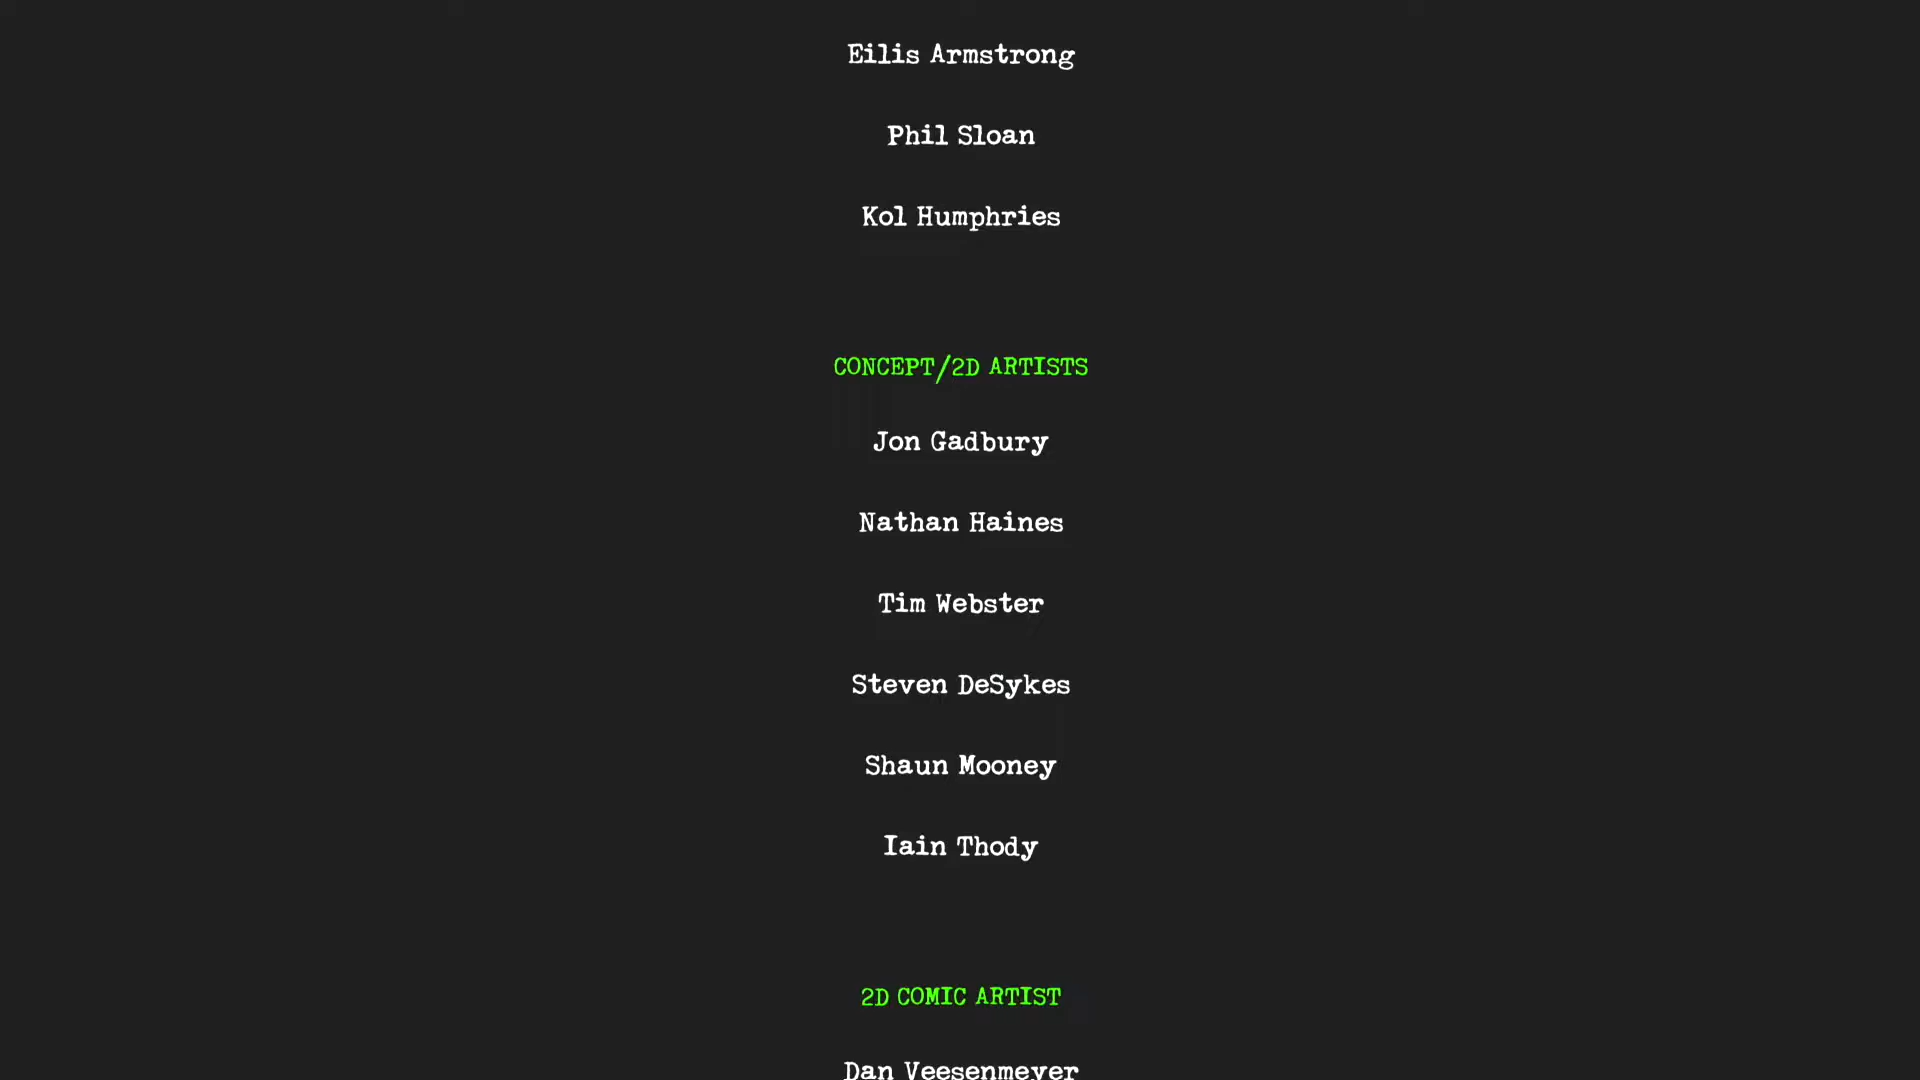 Eilis Armstrong
Phil Sloan
Kol Humphries
CONCEPT/2D ARTISTS
Jon Gadbury
Nathan Haines
Tim Webster
Steven DeSykes
Shaun Mooney
Iain Thody
2D COMIC ARTIST
Dan Veesenmeyer